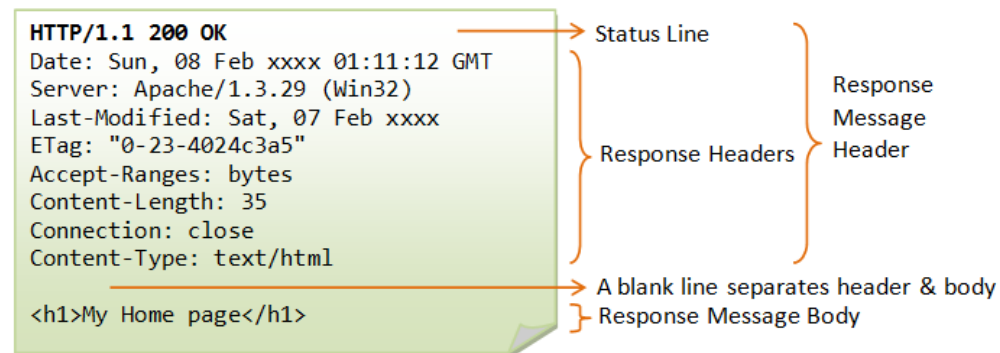 HTTP/1.1 200 OK
Date: Sun, 08 Feb xxxx 01:11:12 GMT
Server: Apache/1.3.29 (Win32)
Last-Modified: Sat, 07 Feb xxxx
ETag: "0-23-4024c3a5"
Accept-Ranges: bytes
Content-Length: 35
Connection: close
Content-Type: text/html
<h1>My Home page</h1>
Status Line
Response Headers
A blank line separates header & body
Response Message Body
Response
Message
Header